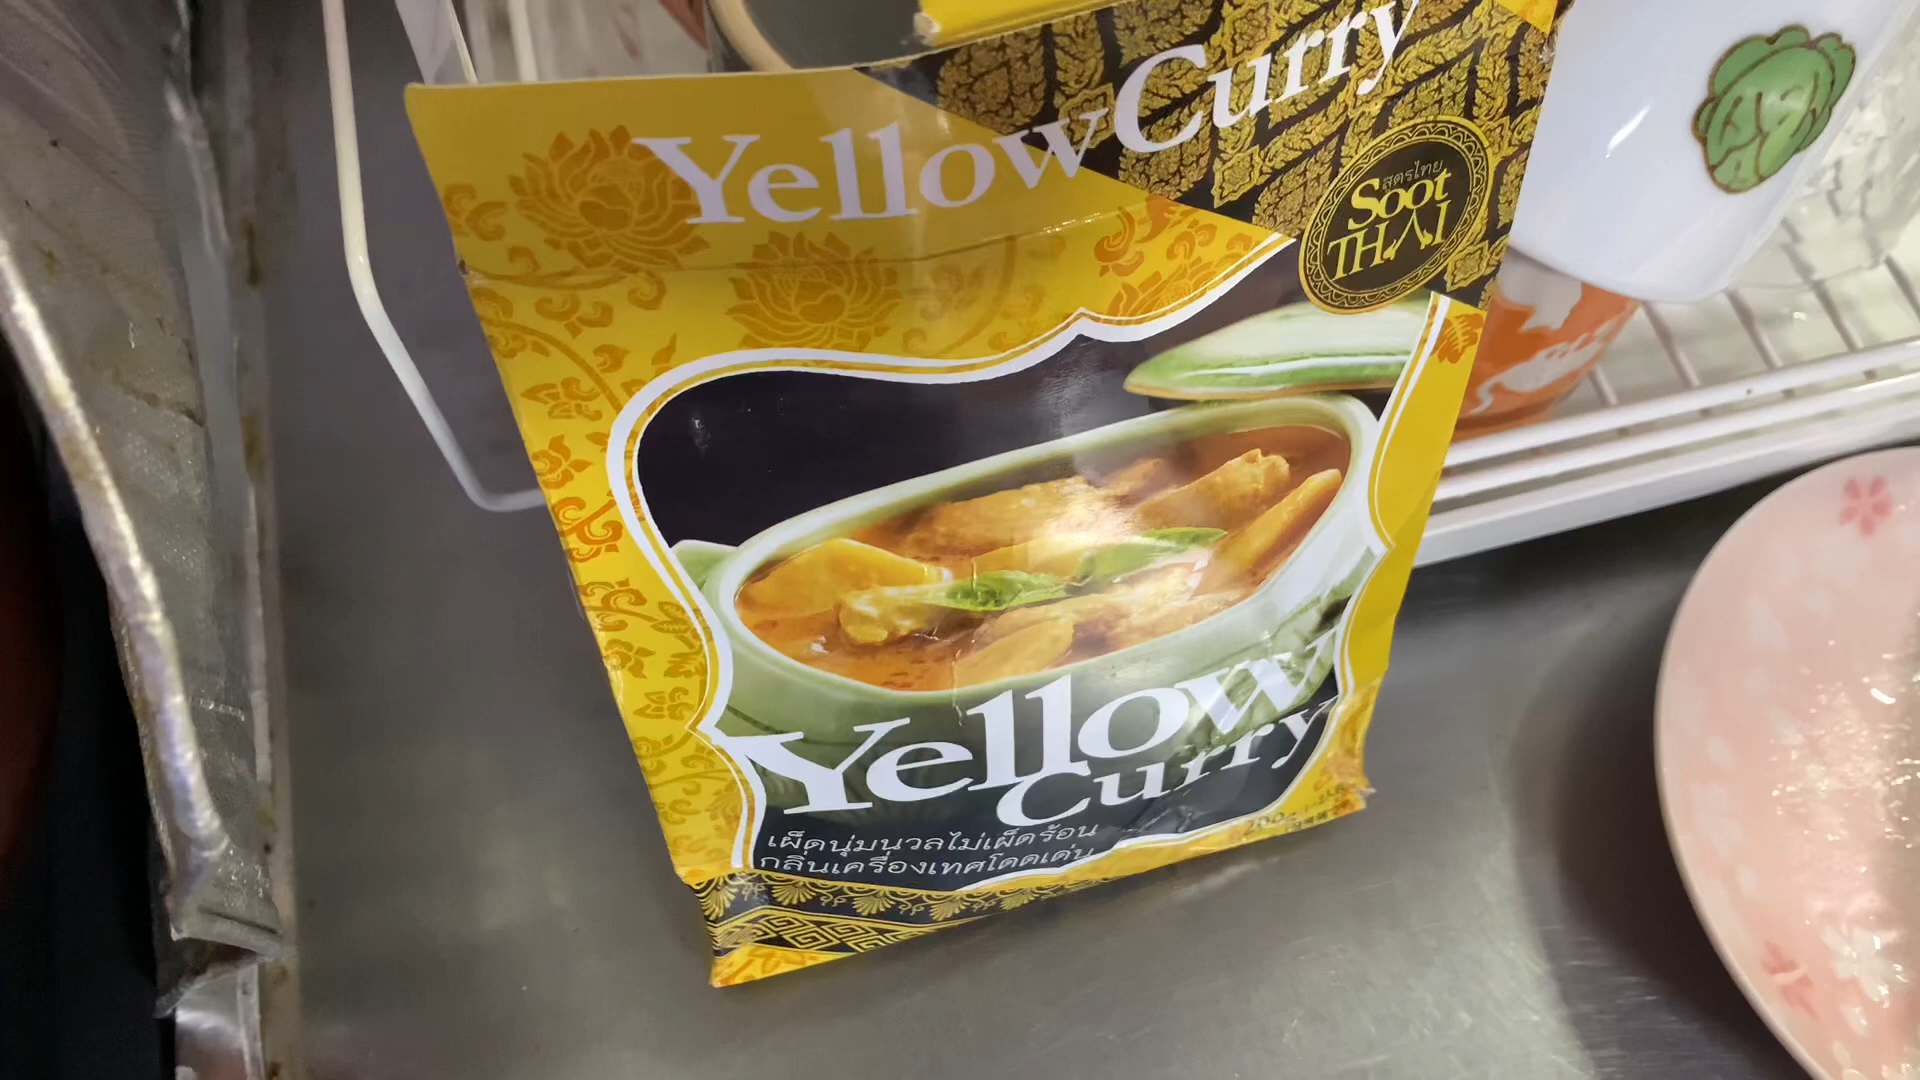 Yellow Curry
สูตรไทย
Soot
THAI
Yellow
Curry
เผ็ดนุ่มนวลไม่เผ็ดร้อน
กลิ่นเครื่องเทศโดดเด่น
200g